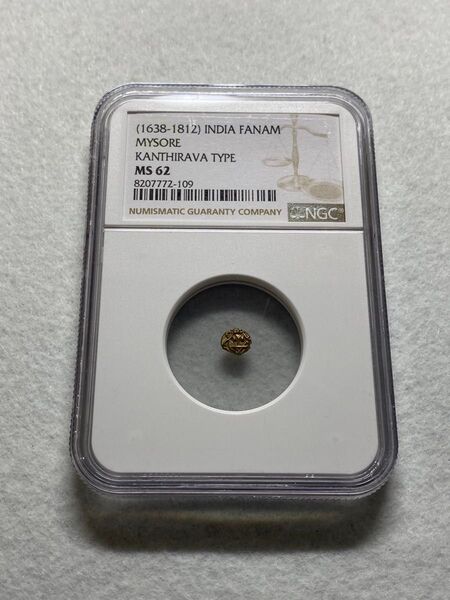 (1638-1812) INDIA FANAM
MYSORE
KANTHIRAVA TYPE
MS 62
8207772-109
NUMISMATIC GUARANTY COMPANY
NGC